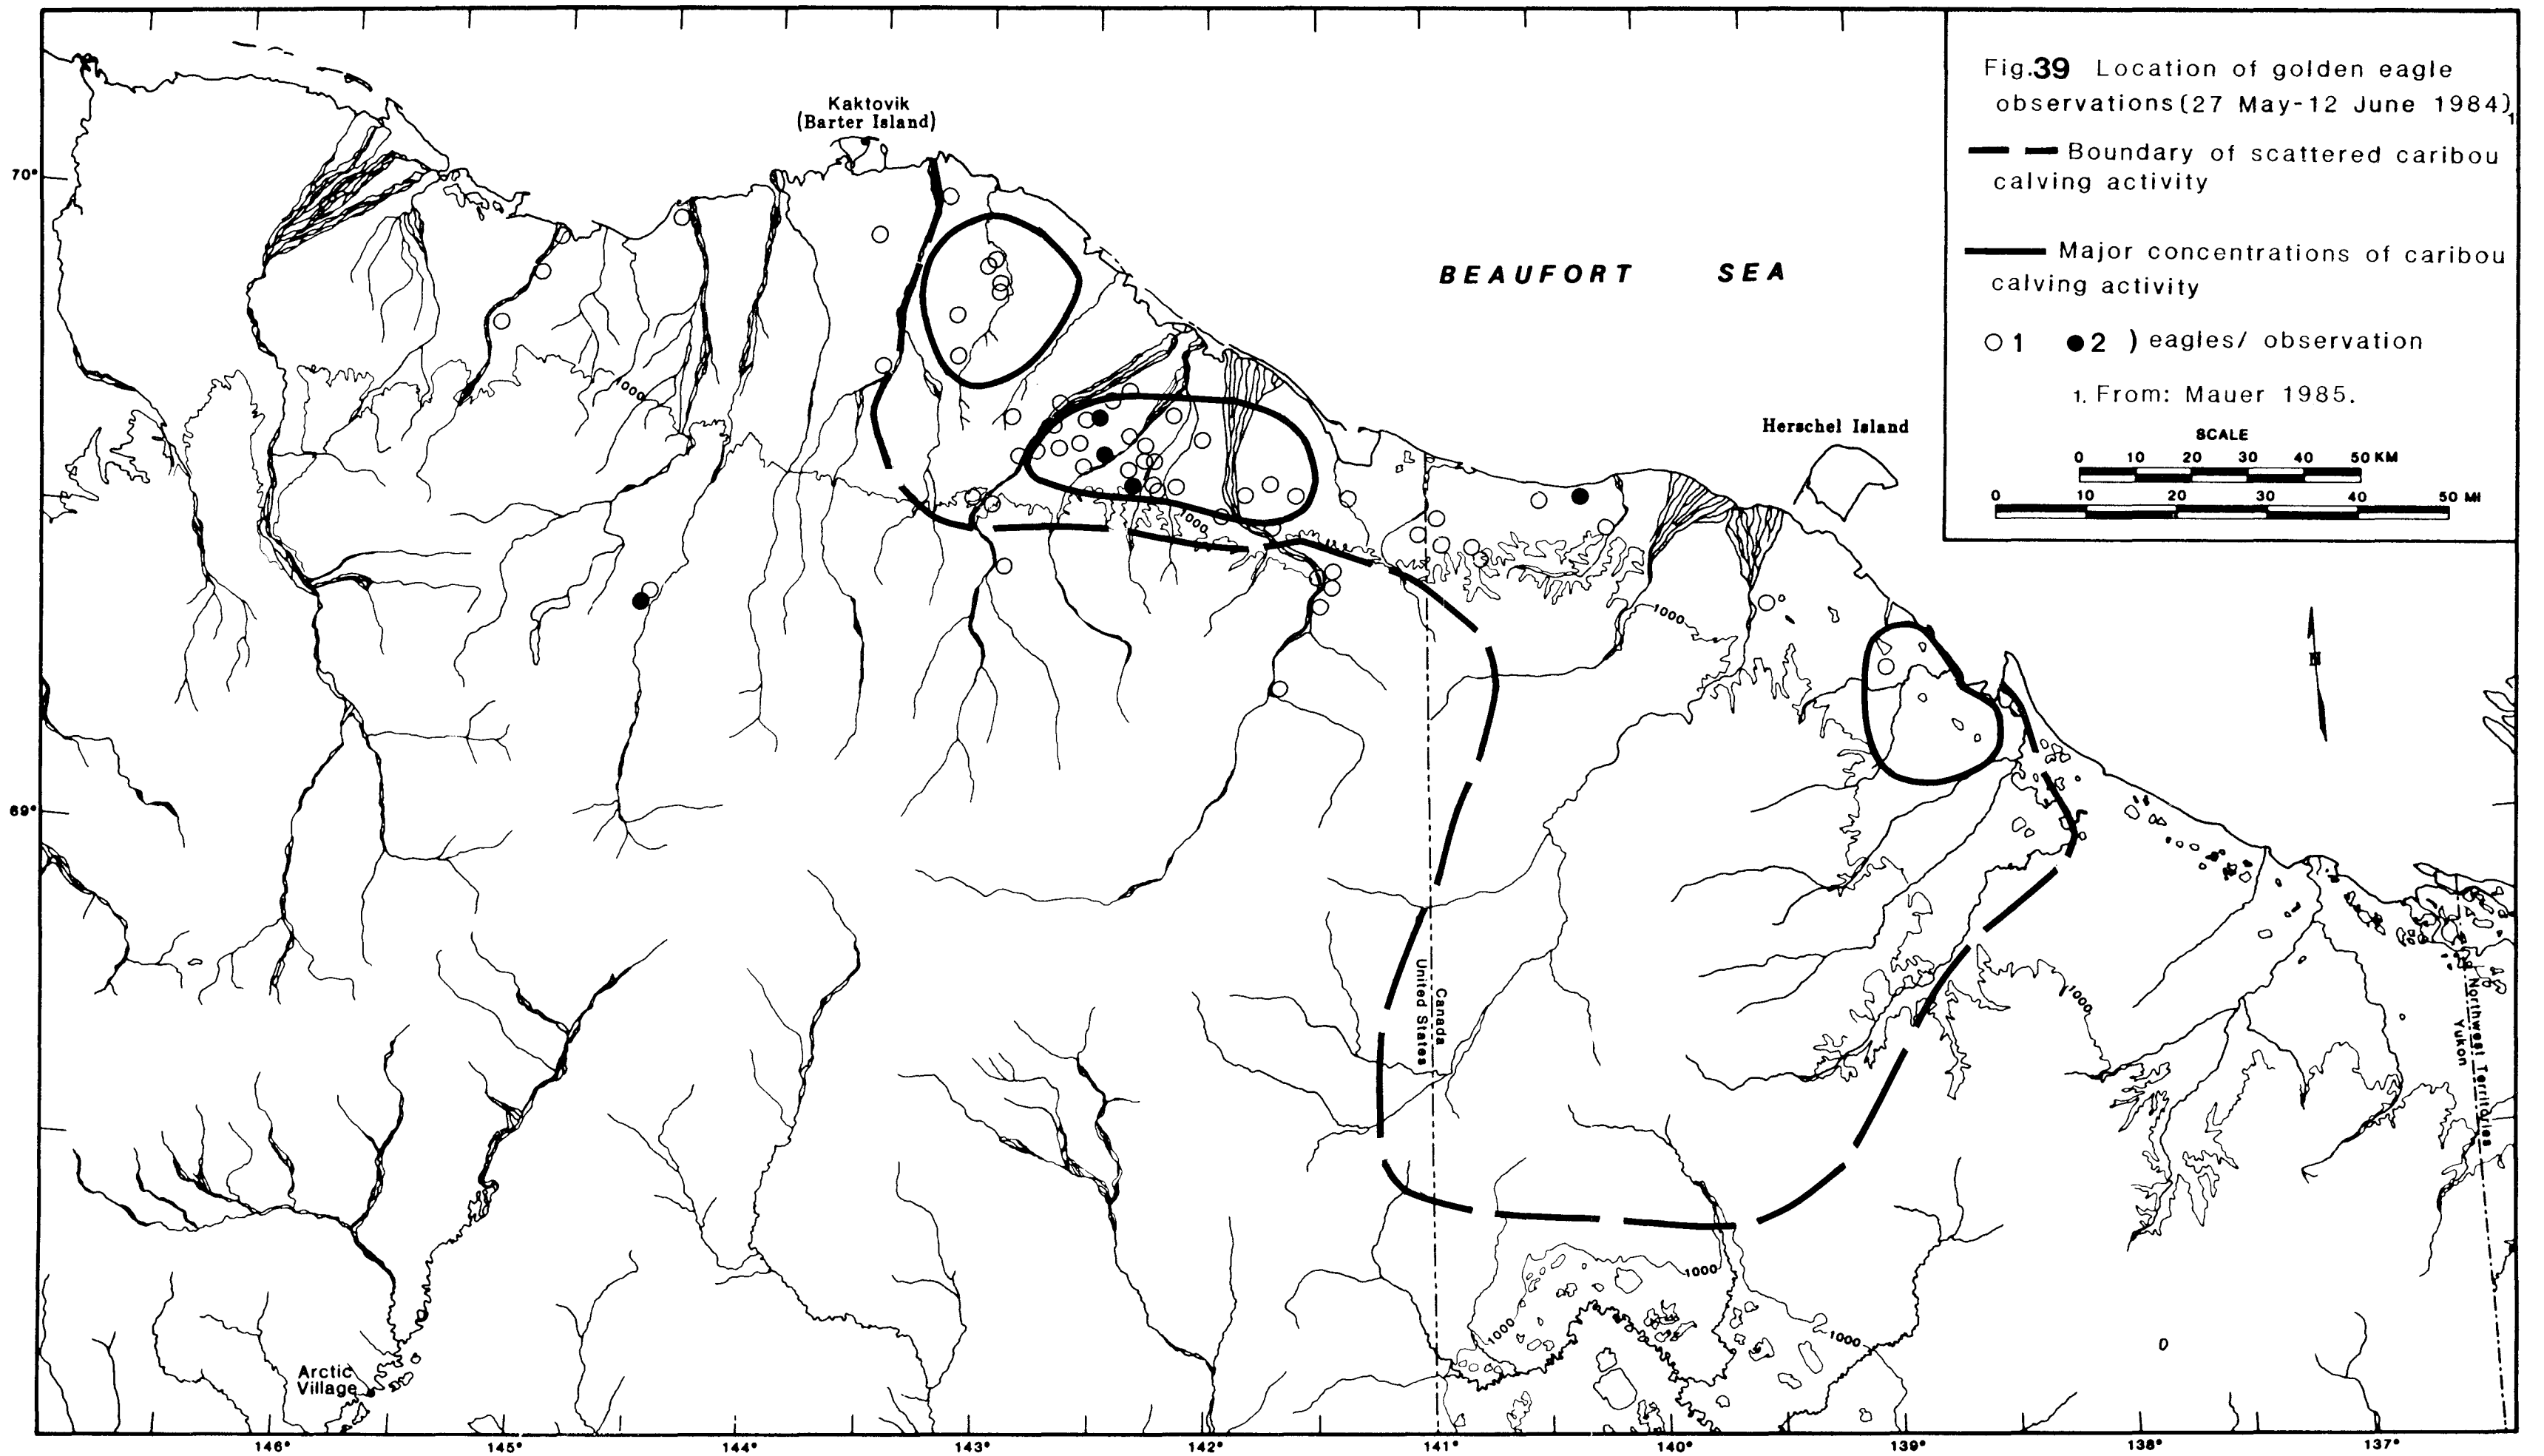 Fig.39 Location of golden eagle
observations(27 May-12 June 1984)1
Boundary of scattered caribou
calving activity
Major concentrations of caribou
calving activity
1 2 ) eagles/ observation
1. From: Mauer 1985.
SCALE
0 10 20 30 40 50 KM
0 10 20 30 40 50 MI
Kaktovik
(Barter Island)
70°
BEAUFORT SEA
1000
Herschel Island
1000
1000
N
69°
Canada
United States
1000
Northwest Territories
Yukon
1000
1000
1000
Arctic
Village
146° 145° 144° 143° 142° 141° 140° 139° 138° 137°